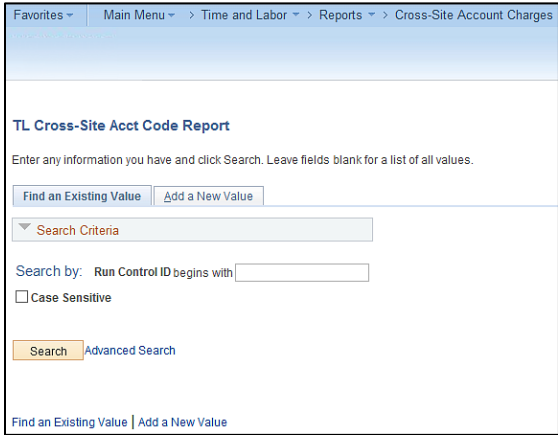 Favorites Main Menu > Time and Labor > Reports > Cross-Site Account Charges
TL Cross-Site Acct Code Report
Enter any information you have and click Search. Leave fields blank for a list of all values.
Find an Existing Value Add a New Value
Search Criteria
Search by: Run Control ID begins with
Case Sensitive
Search Advanced Search
Find an Existing Value | Add a New Value